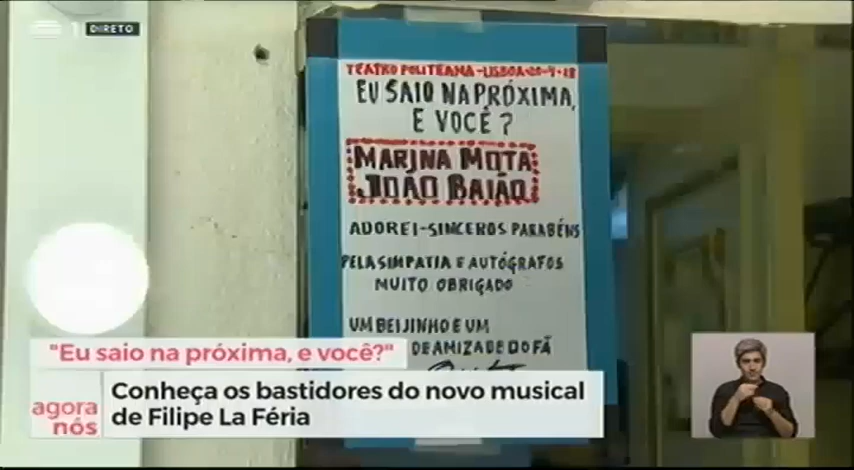 1
DIRETO
TEATRO POLITEAMA-LISBOA-20-4-18
EU SAIO NA PRÓXIMA,
E VOCÊ?
MARINA MOTA
JOÃO BAIÃO
ADOREI-SINCEROS PARABÉNS
PELA SIMPATIA E AUTÓGRAFOS
MUITO OBRIGADO
UM BEIJINHO E UM
DE AMIZADE DO FÃ
"Eu saio na próxima, e você?"
agora
nós
Conheça os bastidores do novo musical
de Filipe La Féria